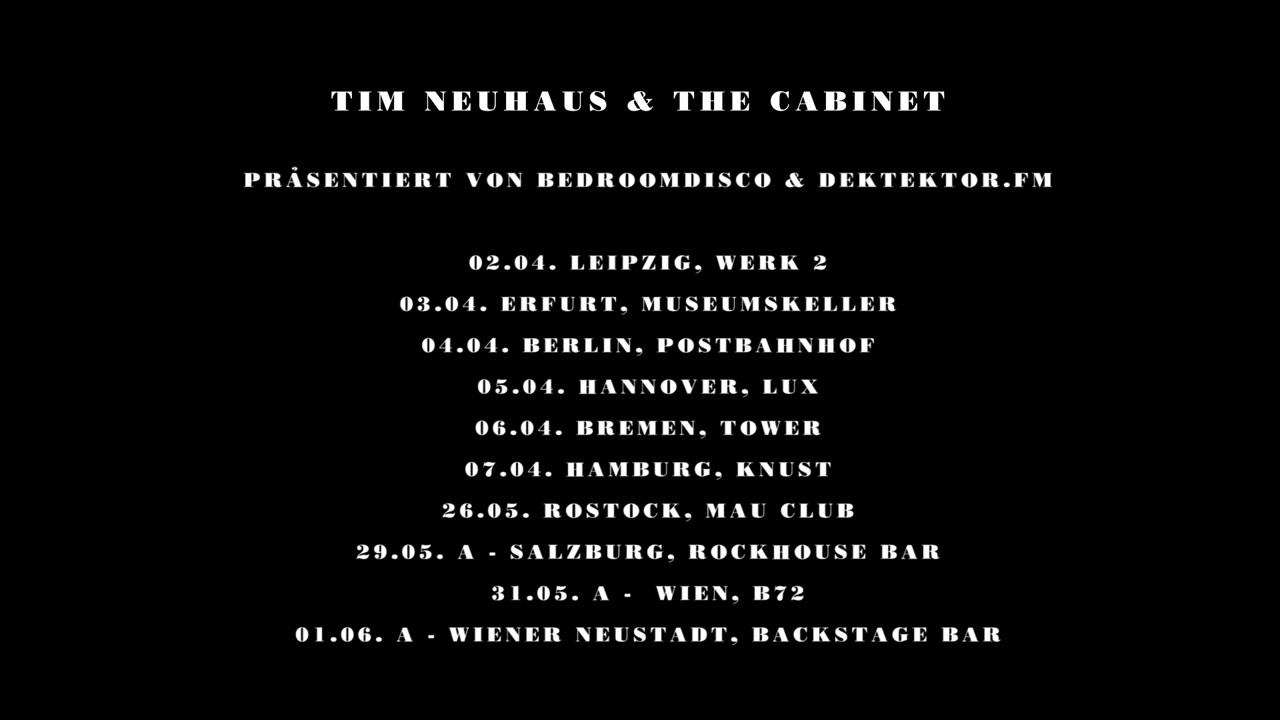 TIM NEUHAUS & THE CABINET
PRÄSENTIERT VON BEDROOMDISCO & DEKTEKTOR.FM
02.04. LEIPZIG, WERK 2
03.04. ERFURT, MUSEUMSKELLER
04.04. BERLIN, POSTBAHNHOF
05.04. HANNOVER, LUX
06.04. BREMEN, TOWER
07.04. HAMBURG, KNUST
26.05. ROSTOCK, MAU CLUB
29.05. A - SALZBURG, ROCKHOUSE BAR
31.05. A -  WIEN, B72
01.06. A - WIENER NEUSTADT, BACKSTAGE BAR